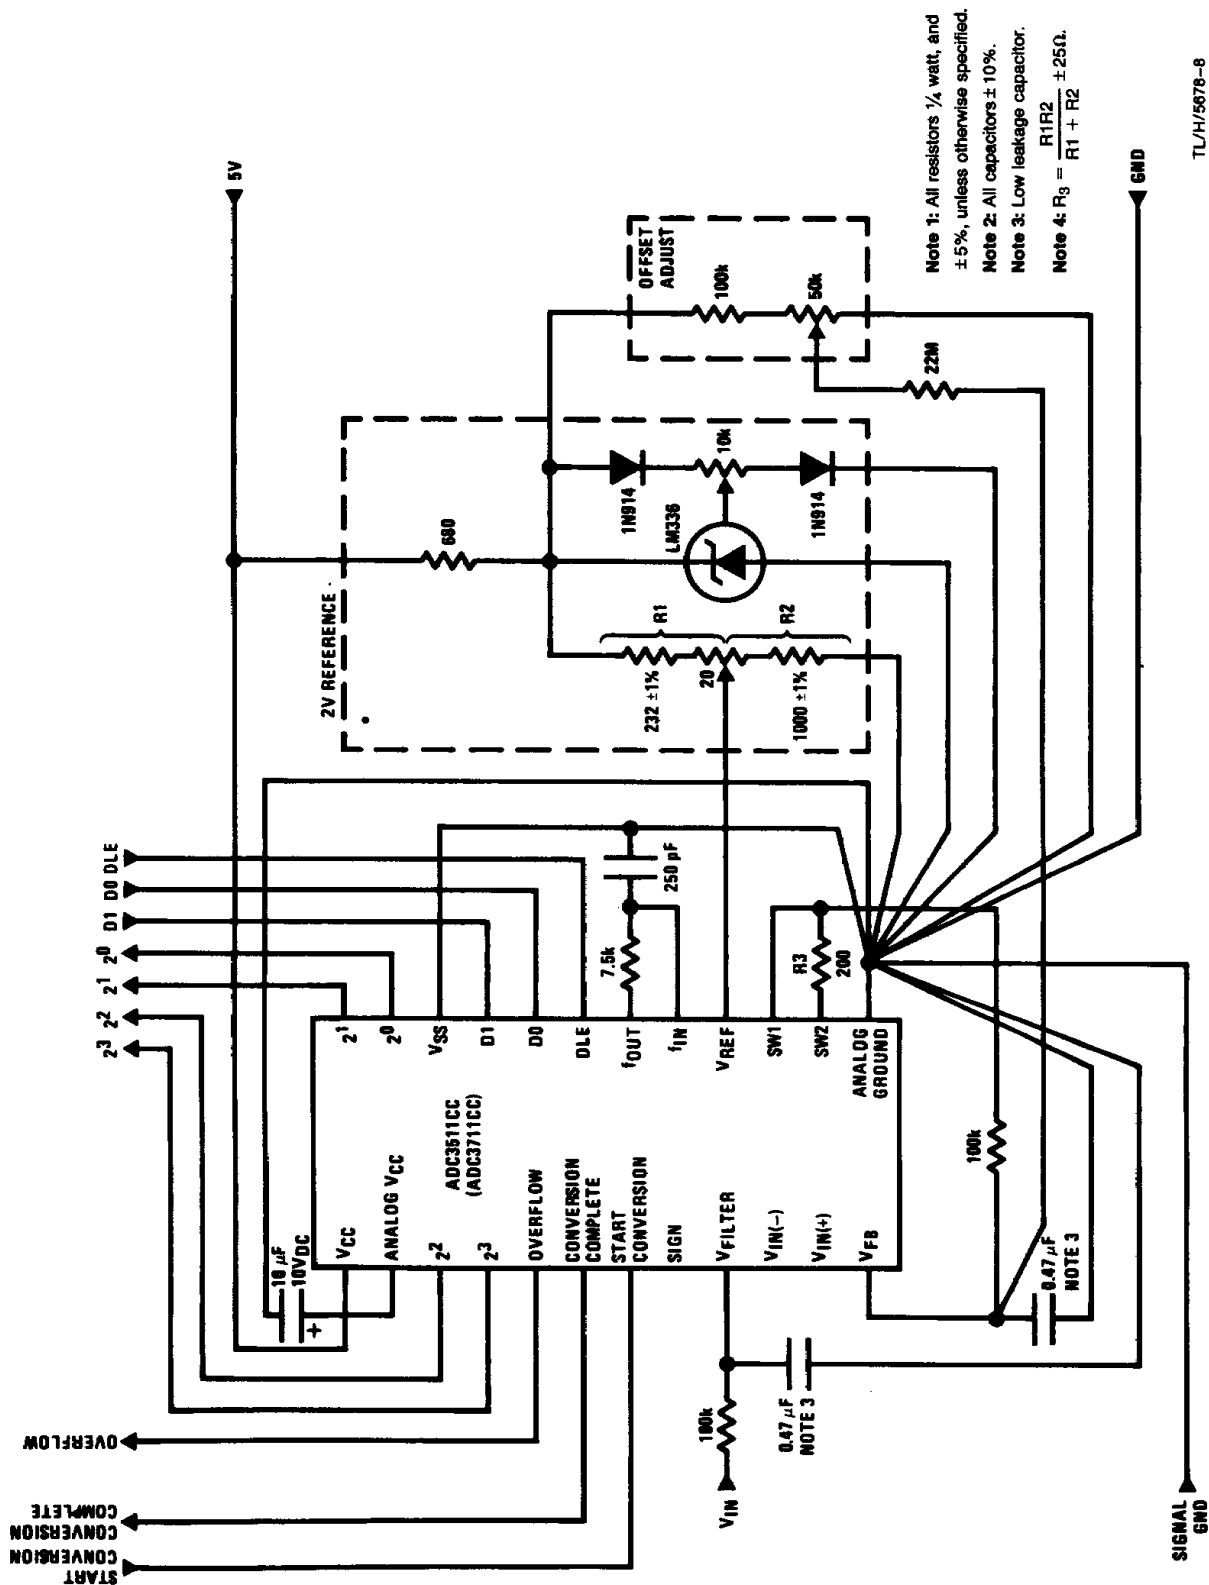 START
CONVERSION
CONVERSION
COMPLETE
OVERFLOW
2³
2²
2¹
2⁰
D1
D0
DLE
5V
10 µF
10VDC
+
VCC
ANALOG VCC
2²
2³
OVERFLOW
CONVERSION
COMPLETE
START
CONVERSION
SIGN
VFILTER
VIN(−)
VIN(+)
VFB
ADC3511CC
(ADC3711CC)
2¹
2⁰
VSS
D1
D0
DLE
fOUT
fIN
VREF
SW1
SW2
ANALOG
GROUND
7.5k
250 pF
R3
200
2V REFERENCE
680
232 ±1%
20
1000 ±1%
R1
R2
LM336
1N914
10k
1N914
OFFSET
ADJUST
100k
50k
22M
VIN
100k
0.47 µF
NOTE 3
100k
0.47 µF
NOTE 3
SIGNAL
GND
GND
Note 1: All resistors ¼ watt, and
±5%, unless otherwise specified.
Note 2: All capacitors ±10%.
Note 3: Low leakage capacitor.
Note 4: R3 = R1R2 / R1 + R2 ±25Ω.
TL/H/5678-8